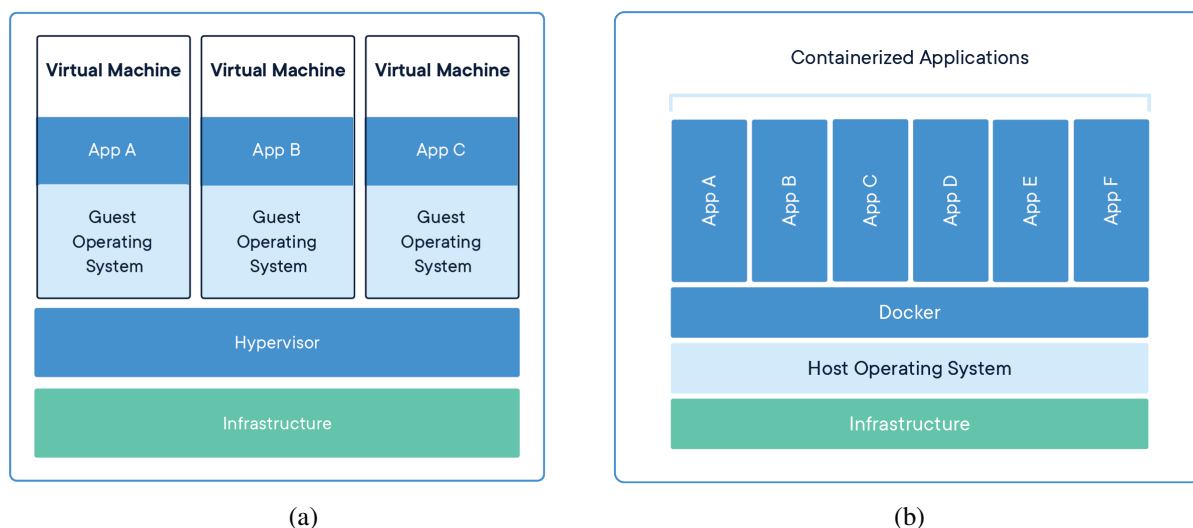 Virtual Machine
Virtual Machine
Virtual Machine
App A
App B
App C
Guest
Operating
System
Guest
Operating
System
Guest
Operating
System
Hypervisor
Infrastructure
(a)
Containerized Applications
App A
App B
App C
App D
App E
App F
Docker
Host Operating System
Infrastructure
(b)